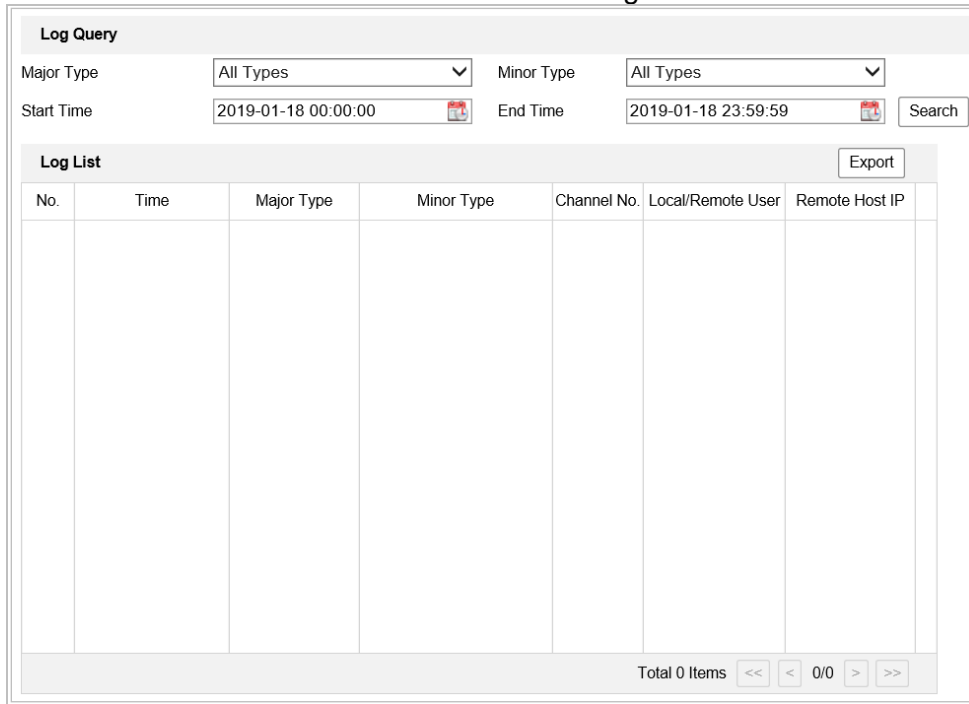 Log Query
Major Type All Types Minor Type All Types
Start Time 2019-01-18 00:00:00 End Time 2019-01-18 23:59:59 Search
Log List Export
No. Time Major Type Minor Type Channel No. Local/Remote User Remote Host IP
Total 0 Items << < 0/0 > >>